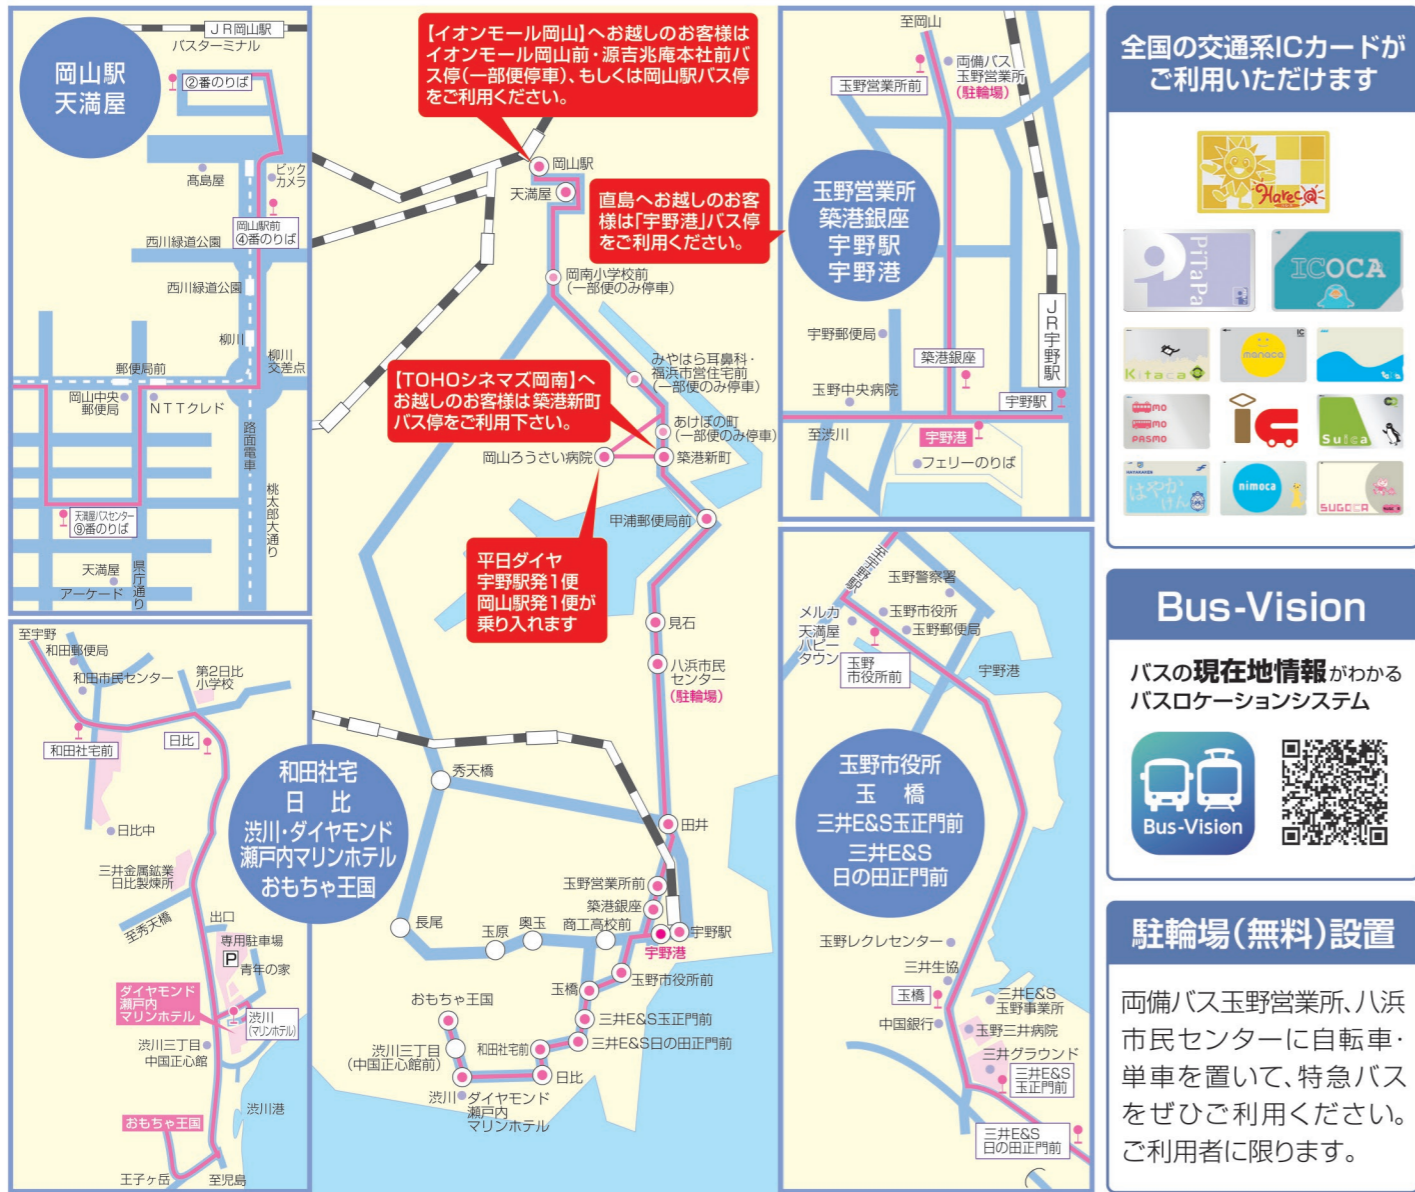 岡山駅
天満屋
JR岡山駅
バスターミナル
②番のりば
髙島屋
ビック
カメラ
岡山駅前
④番のりば
西川緑道公園
西川緑道公園
柳川
柳川
交差点
郵便局前
岡山中央
郵便局
NTTクレド
路面電車
桃太郎大通り
天満屋バスセンター
⑨番のりば
天満屋
アーケード
県庁通り
【イオンモール岡山】へお越しのお客様は
イオンモール岡山前・源吉兆庵本社前バ
ス停(一部便停車)、もしくは岡山駅バス停
をご利用ください。
岡山駅
天満屋
岡南小学校前
(一部便のみ停車)
みやはら耳鼻科・
福浜市営住宅前
(一部便のみ停車)
【TOHOシネマズ岡南】へ
お越しのお客様は築港新町
バス停をご利用下さい。
あけぼの町
(一部便のみ停車)
岡山ろうさい病院
築港新町
甲浦郵便局前
平日ダイヤ
宇野駅発1便
岡山駅発1便が
乗り入れます
見石
八浜市民
センター
(駐輪場)
秀天橋
田井
玉野営業所前
築港銀座
商工高校前
長尾
玉原
奥玉
宇野駅
宇野港
玉野市役所前
玉橋
おもちゃ王国
三井E&S玉正門前
渋川三丁目
(中国正心館前)
和田社宅前
三井E&S日の田正門前
日比
渋川
ダイヤモンド
瀬戸内
マリンホテル
直島へお越しのお客
様は「宇野港」バス停
をご利用ください。
至岡山
両備バス
玉野営業所
(駐輪場)
玉野営業所前
玉野営業所
築港銀座
宇野駅
宇野港
JR宇野駅
宇野郵便局
築港銀座
玉野中央病院
宇野駅
至渋川
宇野港
フェリーのりば
至宇野
和田郵便局
和田市民センター
第2日比
小学校
和田社宅前
日比
日比中
三井金属鉱業
日比製煉所
至秀天橋
出口
専用駐車場
P
青年の家
ダイヤモンド
瀬戸内
マリンホテル
渋川
(マリンホテル)
渋川三丁目
中国正心館
渋川港
おもちゃ王国
王子ヶ岳
至児島
和田社宅
日 比
渋川・ダイヤモンド
瀬戸内マリンホテル
おもちゃ王国
至宇野駅
玉野警察署
メルカ
天満屋
ハピー
タウン
玉野市役所
玉野郵便局
玉野
市役所前
宇野港
玉野市役所
玉 橋
三井E&S玉正門前
三井E&S
日の田正門前
玉野レクレセンター
三井生協
玉橋
三井E&S
玉野事業所
中国銀行
玉野三井病院
三井グラウンド
三井E&S
玉正門前
三井E&S
日の田正門前
全国の交通系ICカードが
ご利用いただけます
Hareca
PiTaPa
ICOCA
Kitaca
manaca
PASMO
Suica
はやかけん
nimoca
SUGOCA
Bus-Vision
バスの現在地情報がわかる
バスロケーションシステム
Bus-Vision
駐輪場(無料)設置
両備バス玉野営業所、八浜
市民センターに自転車・
単車を置いて、特急バス
をぜひご利用ください。
ご利用者に限ります。